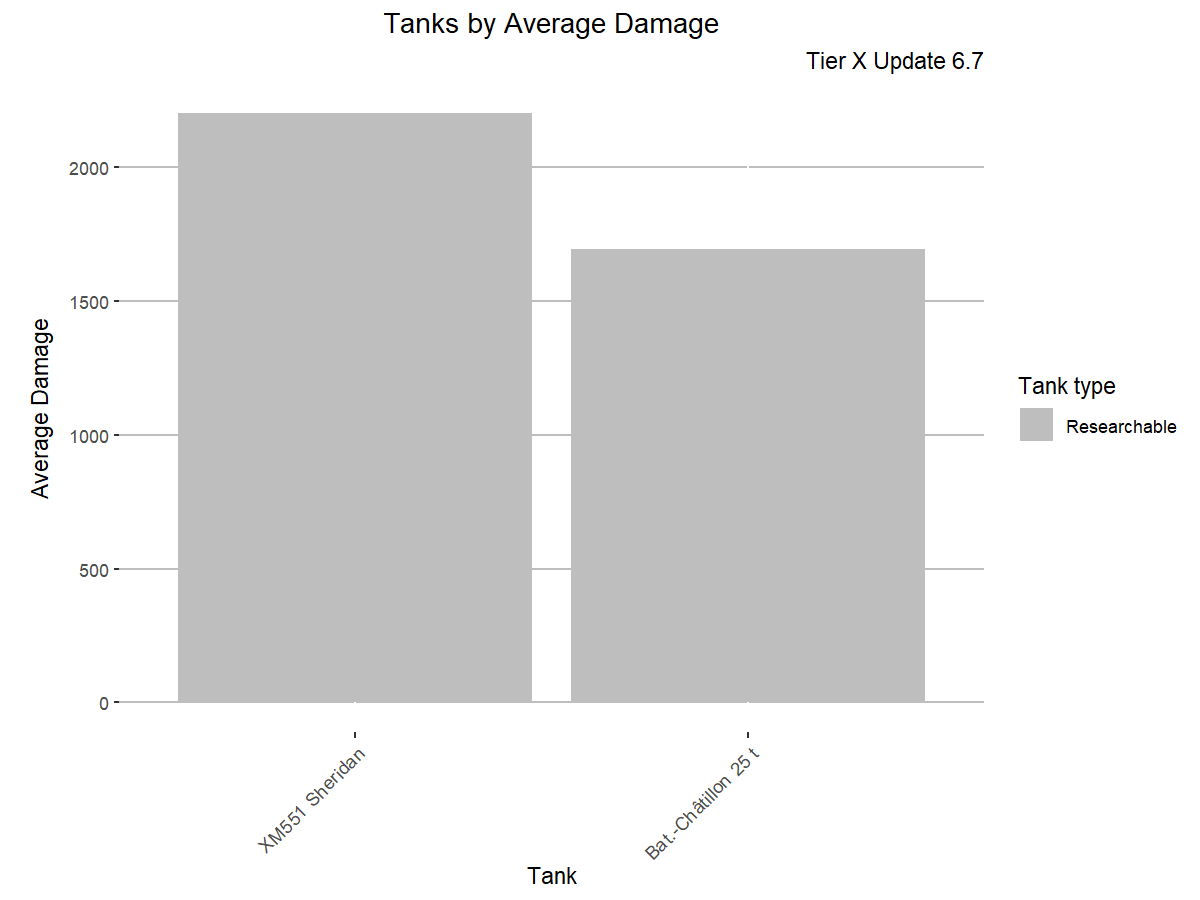 Tanks by Average Damage
Tier X Update 6.7
Average Damage
2000
1500
1000
500
0
XM551 Sheridan
Bat.-Châtillon 25 t
Tank
Tank type
Researchable